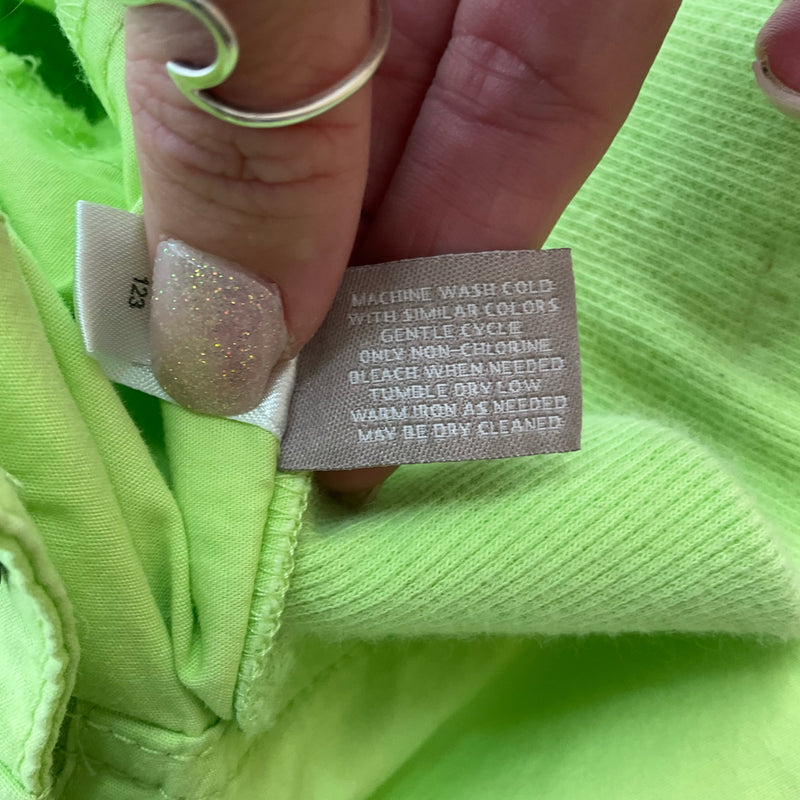 123
MACHINE WASH COLD
WITH SIMILAR COLORS
GENTLE CYCLE
ONLY NON-CHLORINE
BLEACH WHEN NEEDED
TUMBLE DRY LOW
WARM IRON AS NEEDED
MAY BE DRY CLEANED